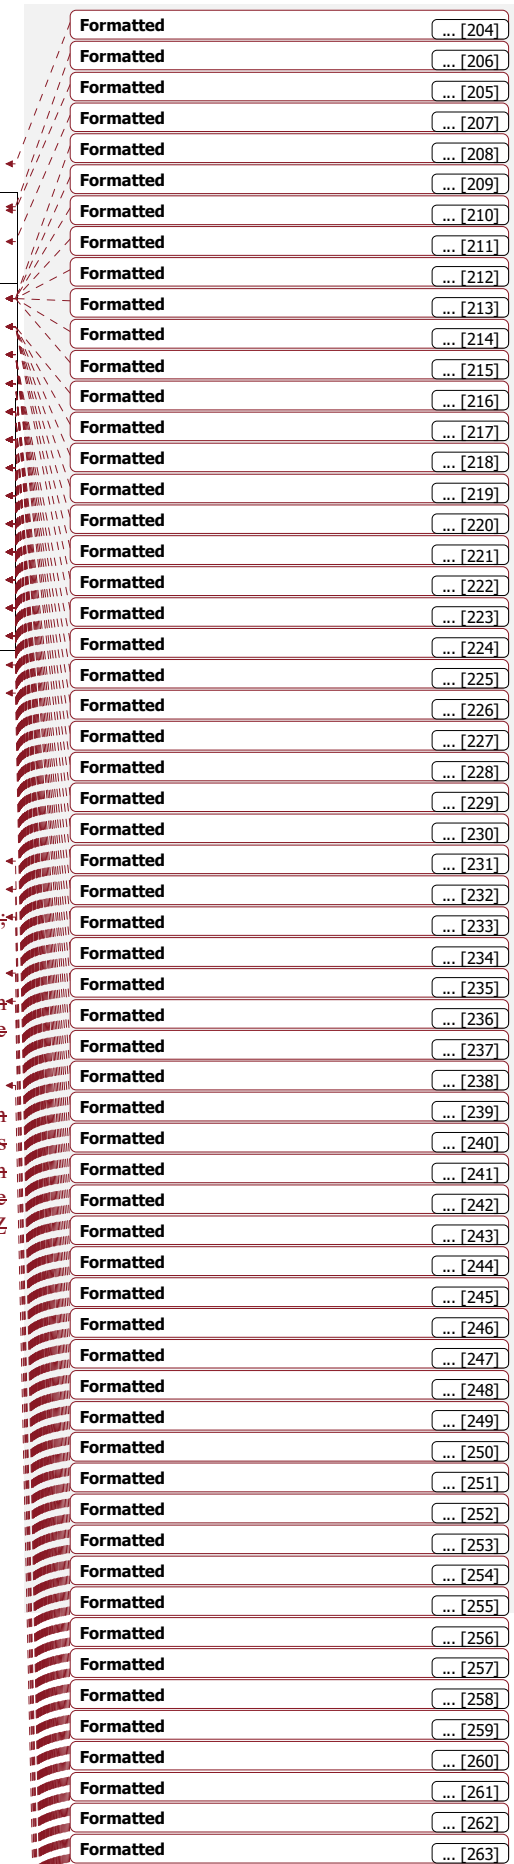 Formatted ... [204]
Formatted ... [206]
Formatted ... [205]
Formatted ... [207]
Formatted ... [208]
Formatted ... [209]
Formatted ... [210]
Formatted ... [211]
Formatted ... [212]
Formatted ... [213]
Formatted ... [214]
Formatted ... [215]
Formatted ... [216]
Formatted ... [217]
Formatted ... [218]
Formatted ... [219]
Formatted ... [220]
Formatted ... [221]
Formatted ... [222]
Formatted ... [223]
Formatted ... [224]
Formatted ... [225]
Formatted ... [226]
Formatted ... [227]
Formatted ... [228]
Formatted ... [229]
Formatted ... [230]
Formatted ... [231]
Formatted ... [232]
Formatted ... [233]
Formatted ... [234]
Formatted ... [235]
Formatted ... [236]
Formatted ... [237]
Formatted ... [238]
Formatted ... [239]
Formatted ... [240]
Formatted ... [241]
Formatted ... [242]
Formatted ... [243]
Formatted ... [244]
Formatted ... [245]
Formatted ... [246]
Formatted ... [247]
Formatted ... [248]
Formatted ... [249]
Formatted ... [250]
Formatted ... [251]
Formatted ... [252]
Formatted ... [253]
Formatted ... [254]
Formatted ... [255]
Formatted ... [256]
Formatted ... [257]
Formatted ... [258]
Formatted ... [259]
Formatted ... [260]
Formatted ... [261]
Formatted ... [262]
Formatted ... [263]